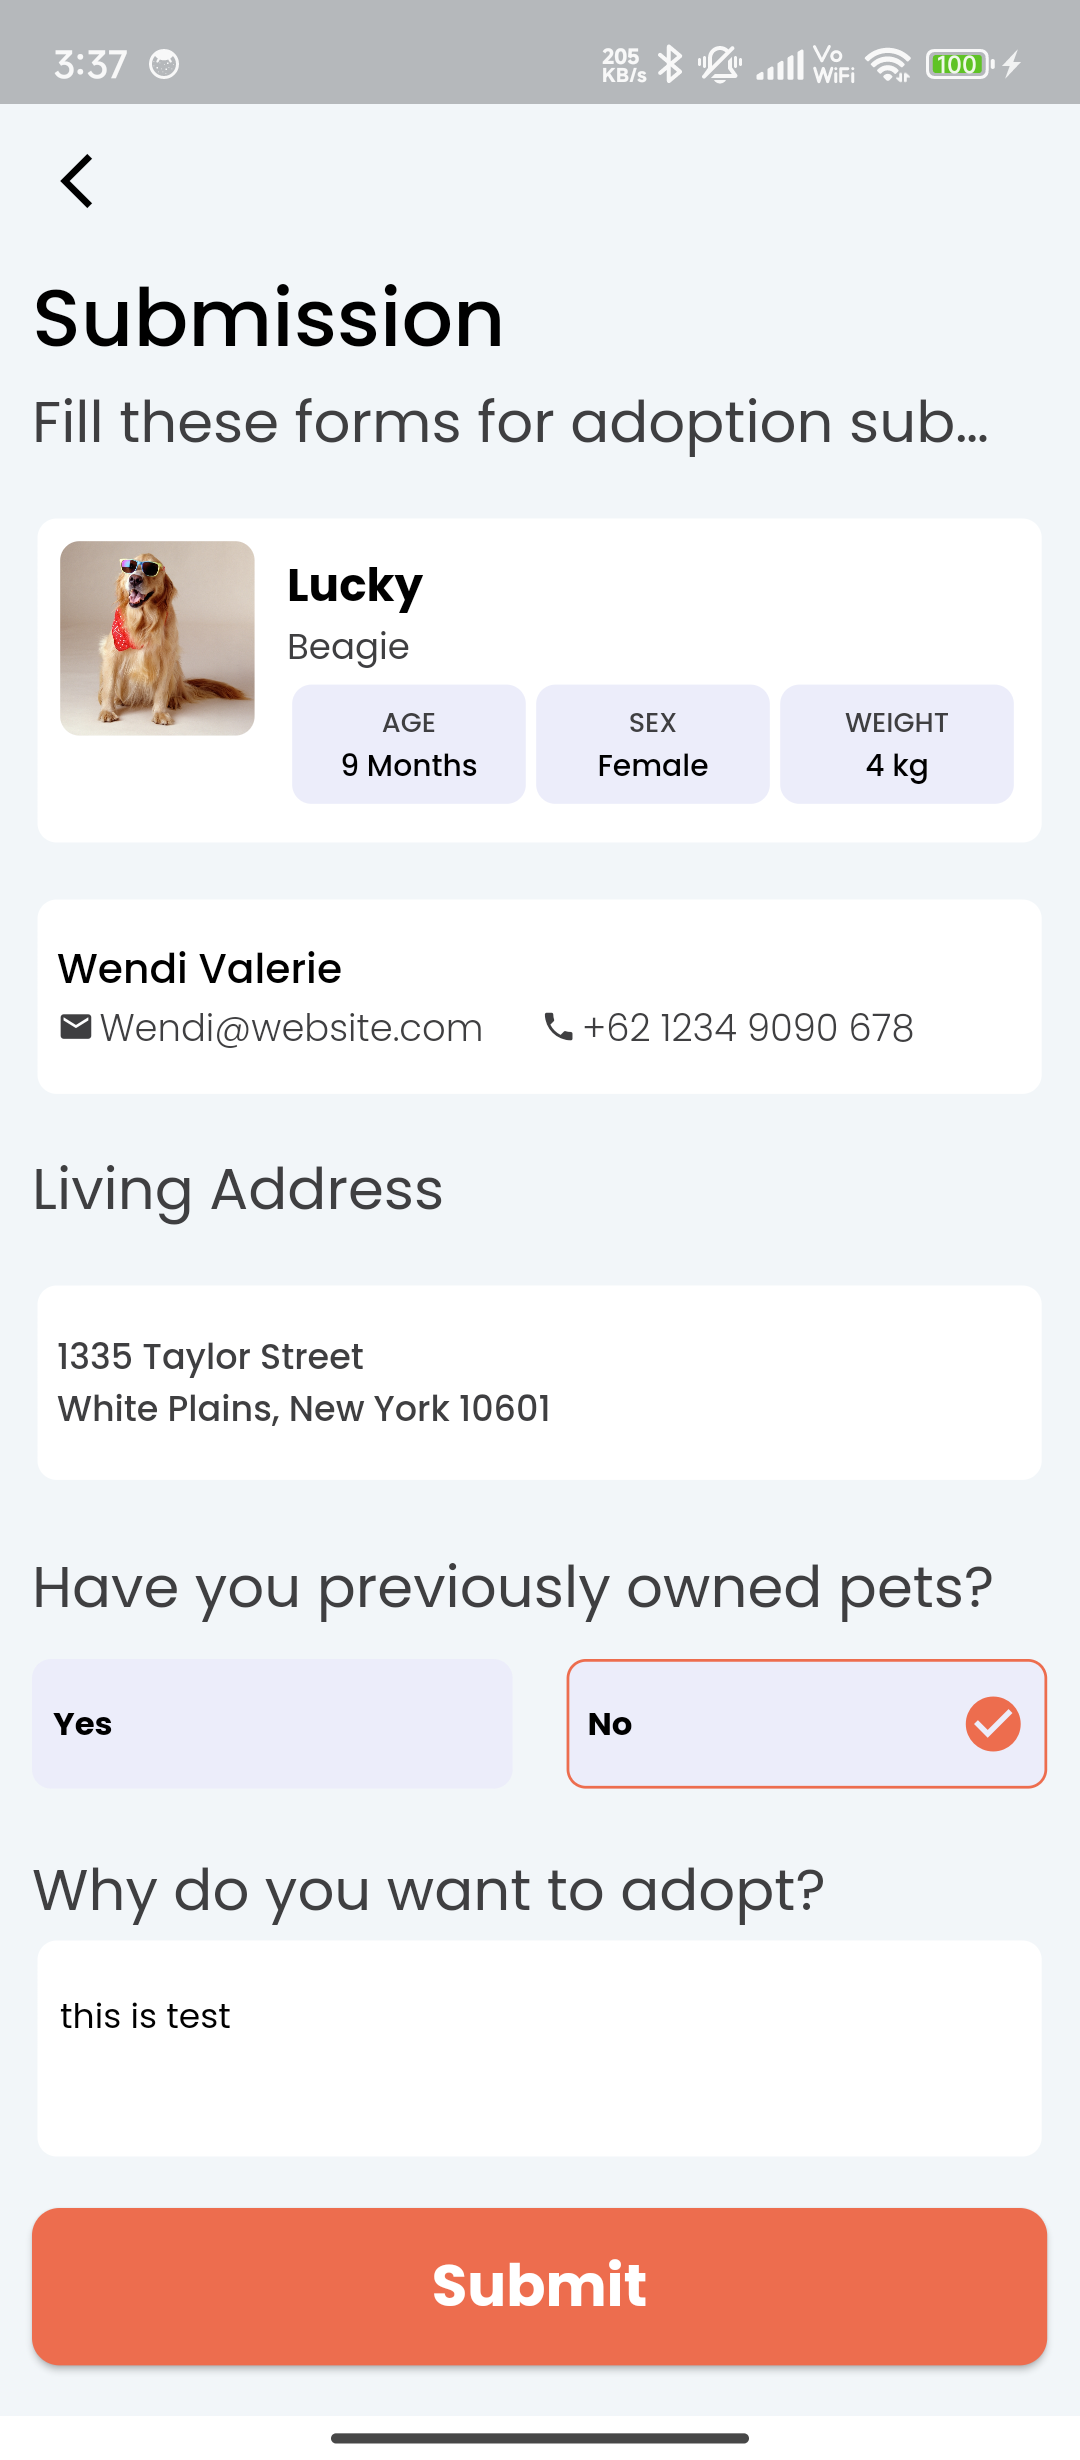 3:37
205
KB/s
Vo
WiFi
100
Submission
Fill these forms for adoption sub...
Lucky
Beagie
AGE
9 Months
SEX
Female
WEIGHT
4 kg
Wendi Valerie
Wendi@website.com
+62 1234 9090 678
Living Address
1335 Taylor Street
White Plains, New York 10601
Have you previously owned pets?
Yes
No
Why do you want to adopt?
this is test
Submit